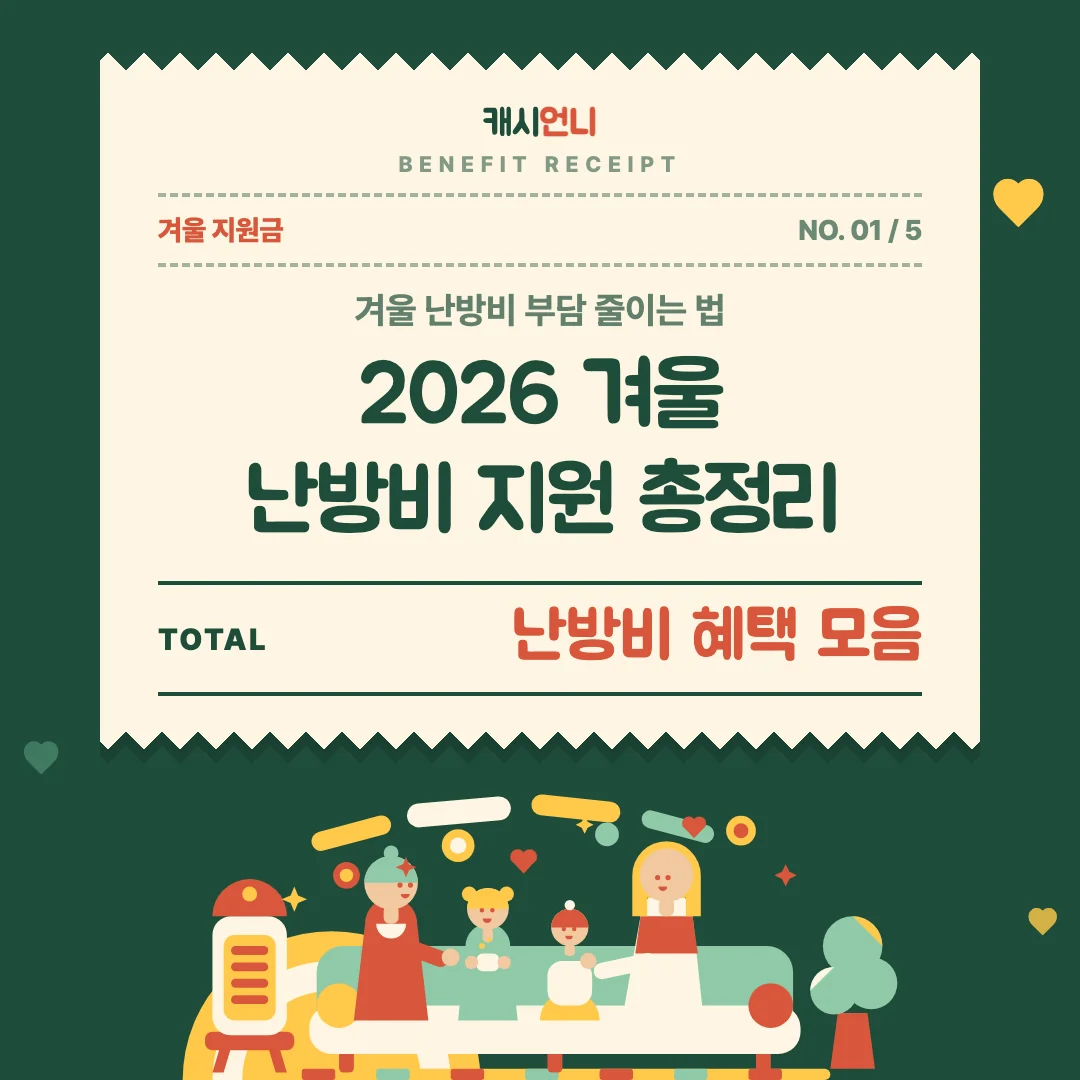 캐시언니
BENEFIT RECEIPT
겨울 지원금
NO. 01 / 5
겨울 난방비 부담 줄이는 법
2026 겨울
난방비 지원 총정리
TOTAL
난방비 혜택 모음